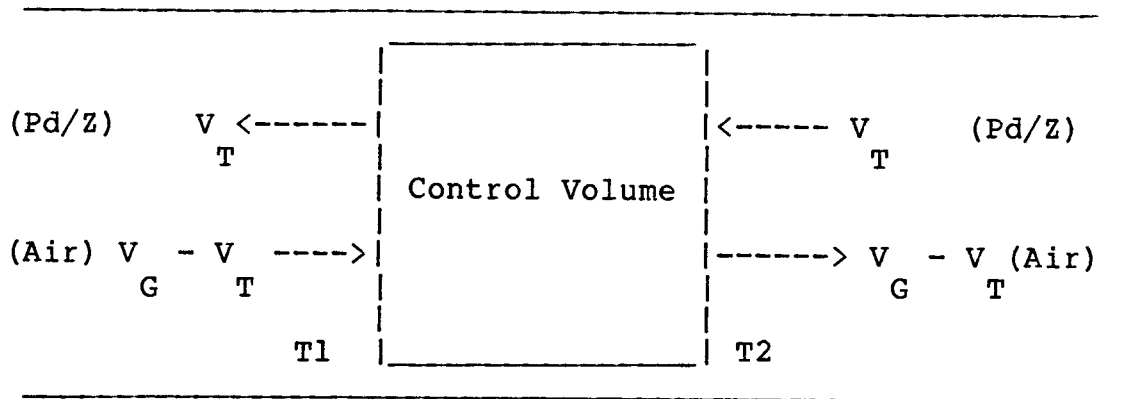 (Pd/Z) V <------ <----- V (Pd/Z)
T T
Control Volume
(Air) V - V ----> ------> V - V (Air)
G T G T
T1 T2